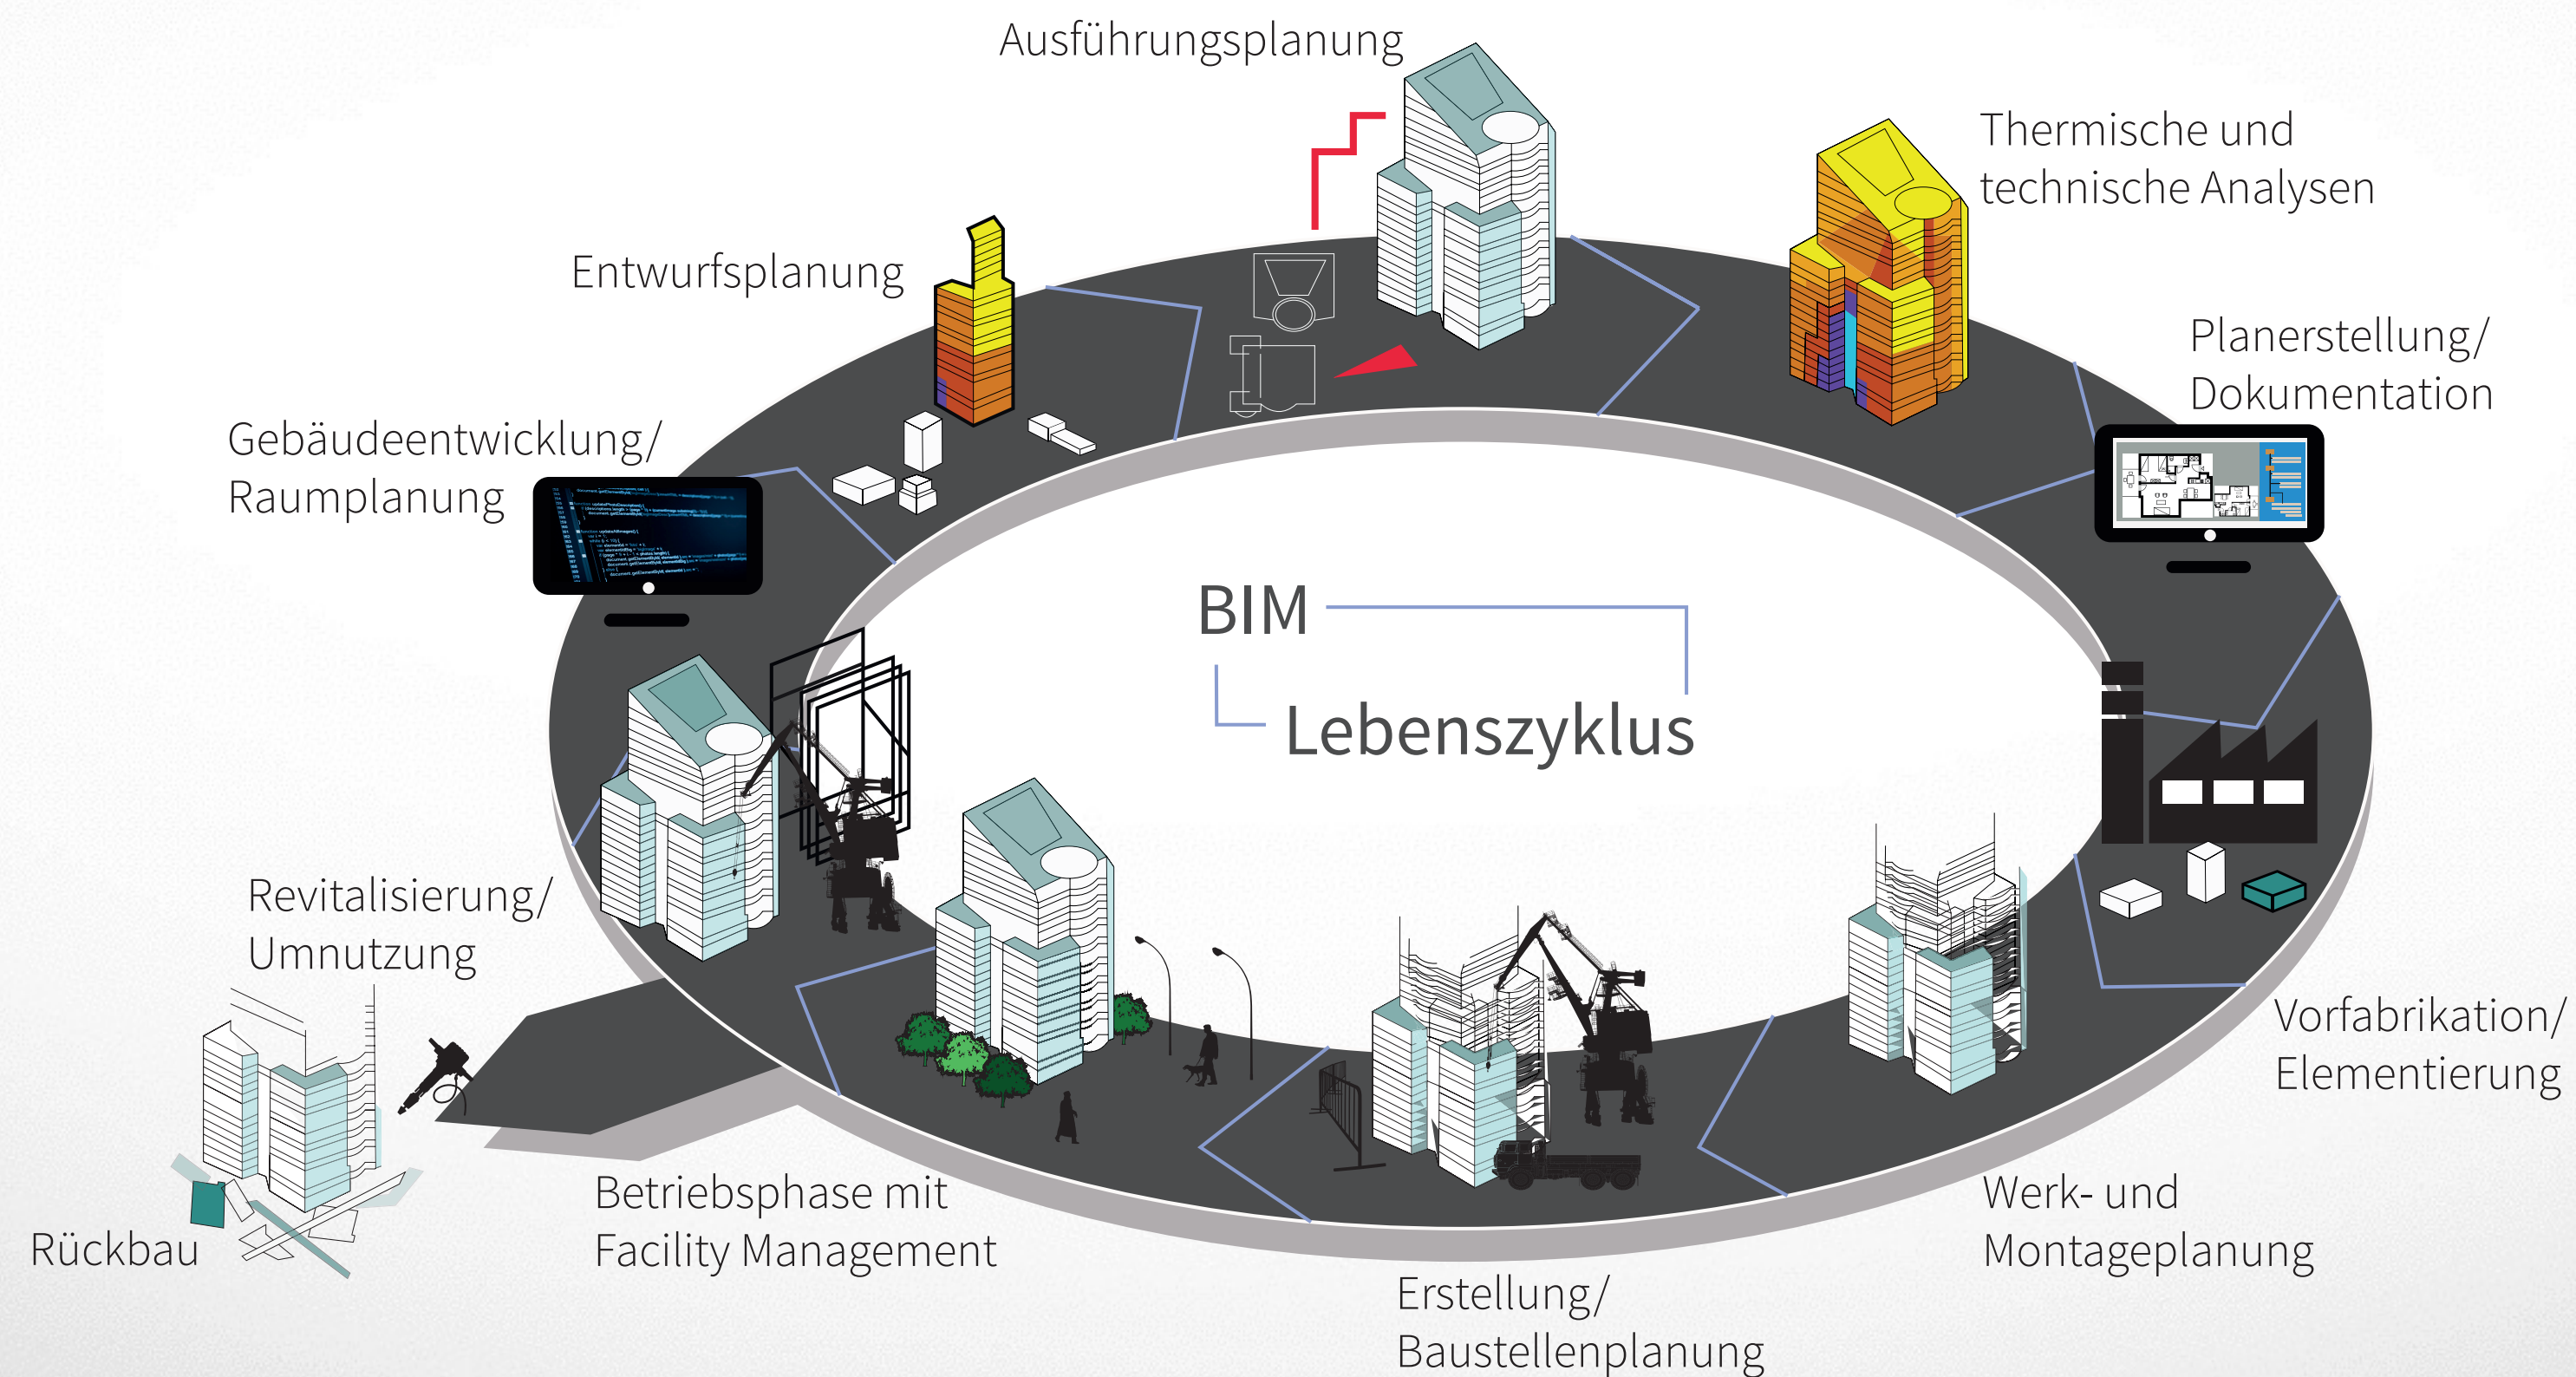 Ausführungsplanung
Thermische und
technische Analysen
Entwurfsplanung
Planerstellung/
Dokumentation
Gebäudeentwicklung/
Raumplanung
BIM
Lebenszyklus
Revitalisierung/
Umnutzung
Vorfabrikation/
Elementierung
Betriebsphase mit
Facility Management
Werk- und
Montageplanung
Rückbau
Erstellung/
Baustellenplanung